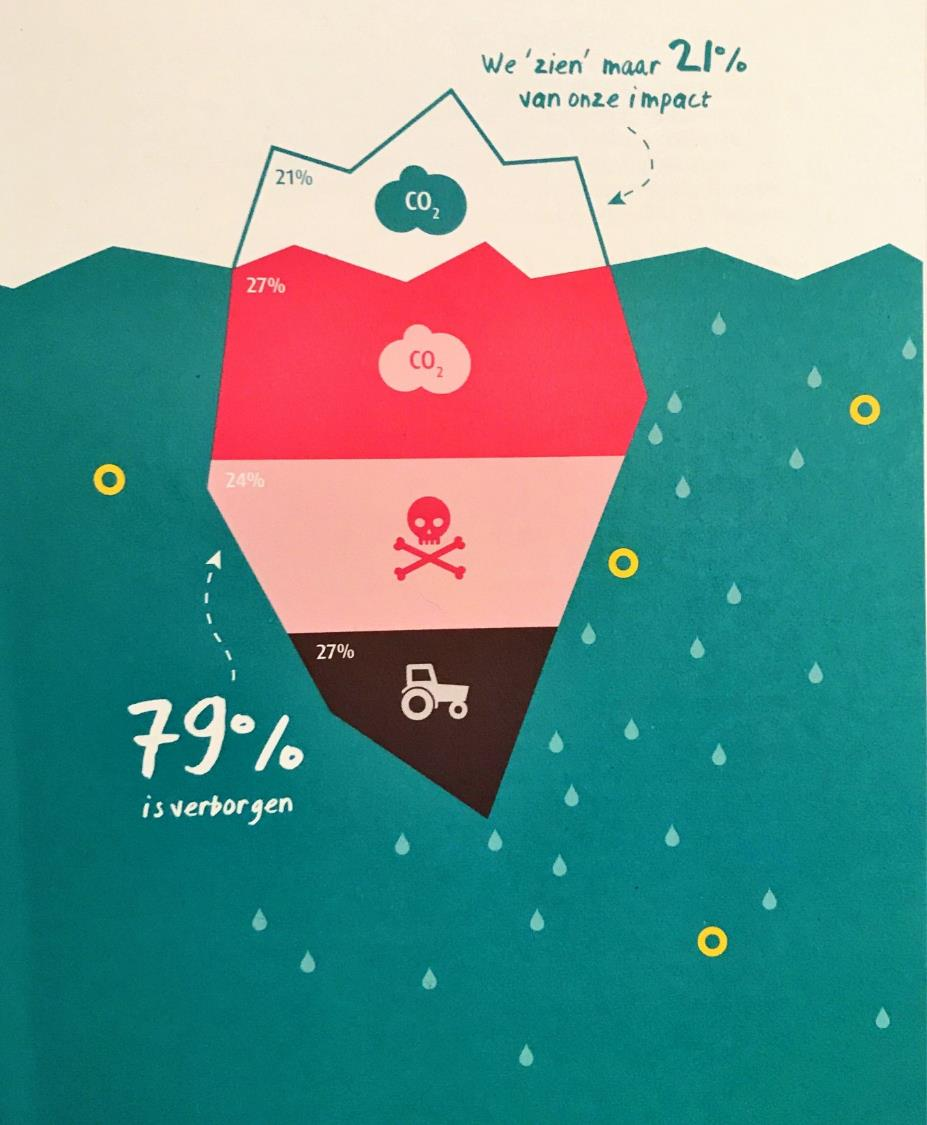 We 'zien' maar 21%
van onze impact
21%
CO₂
27%
CO₂
24%
27%
79%
is verborgen